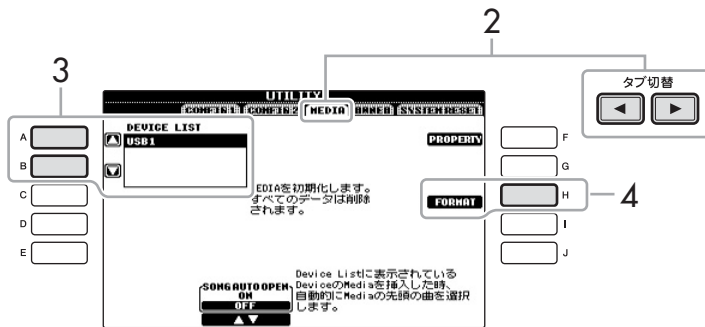 2
3
タブ切替
UTILITY
CONFIG 1
CONFIG 2
MEDIA
OWNER
SYSTEM RESET
A
DEVICE LIST
USB1
PROPERTY
F
B
G
C
MEDIAを初期化します。
すべてのデータは削除
されます。
FORMAT
H
4
D
I
E
J
SONG AUTO OPEN
ON
OFF
Device Listに表示されている
DeviceのMediaを挿入した時、
自動的にMediaの先頭の曲を選択
します。